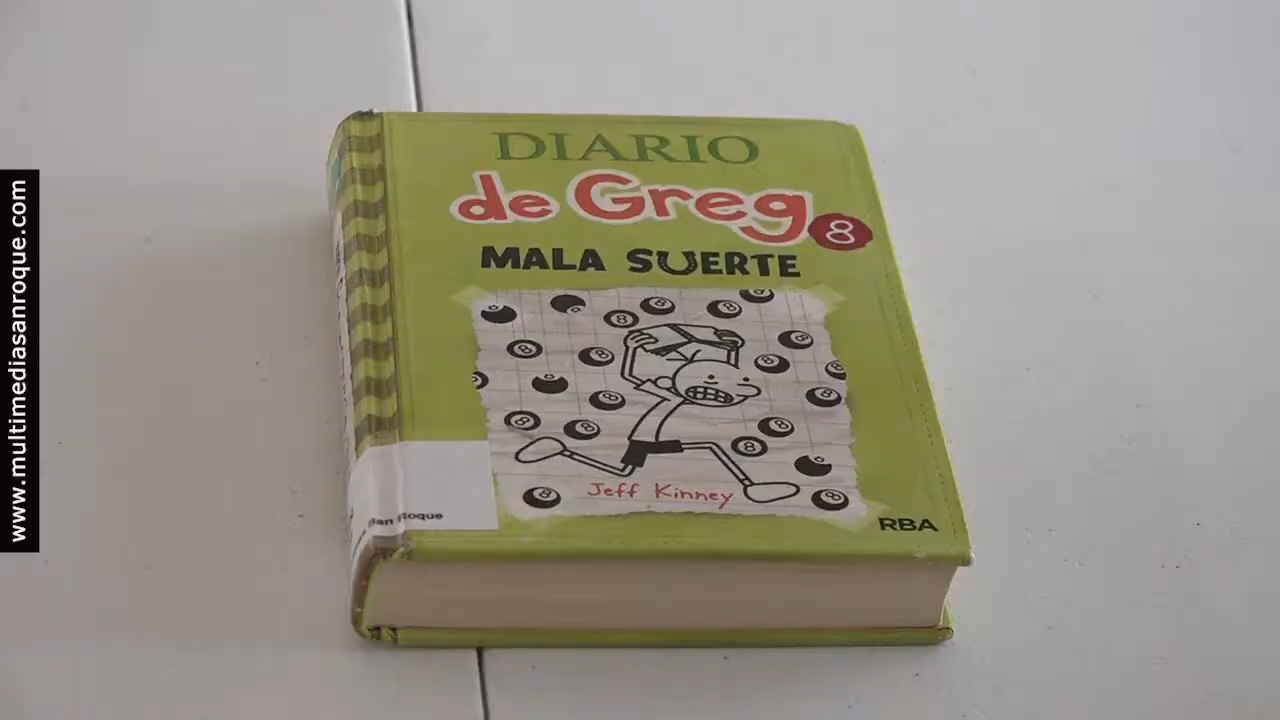 www.multimediasanroque.com
DIARIO
de Greg 8
MALA SUERTE
Jeff Kinney
RBA
San Roque